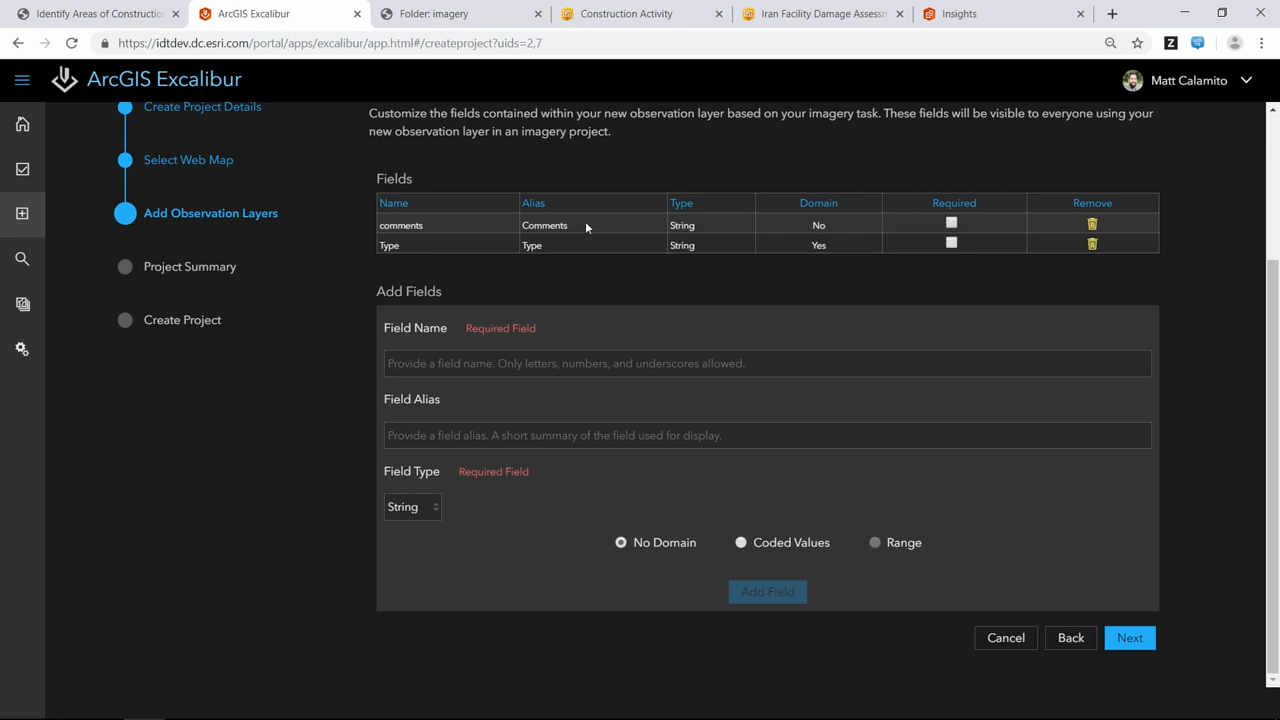 Identify Areas of Constructio
ArcGIS Excalibur
Folder: imagery
Construction Activity
Iran Facility Damage Assessm
Insights
https://idtdev.dc.esri.com/portal/apps/excalibur/app.html#/createproject?uids=2,7
Z
ArcGIS Excalibur
Matt Calamito
Create Project Details
Select Web Map
Add Observation Layers
Project Summary
Create Project
Customize the fields contained within your new observation layer based on your imagery task. These fields will be visible to everyone using your
new observation layer in an imagery project.
Fields
Name Alias Type Domain Required Remove
comments Comments String No
Type Type String Yes
Add Fields
Field Name Required Field
Provide a field name. Only letters, numbers, and underscores allowed.
Field Alias
Provide a field alias. A short summary of the field used for display.
Field Type Required Field
String
No Domain Coded Values Range
Add Field
Cancel Back Next